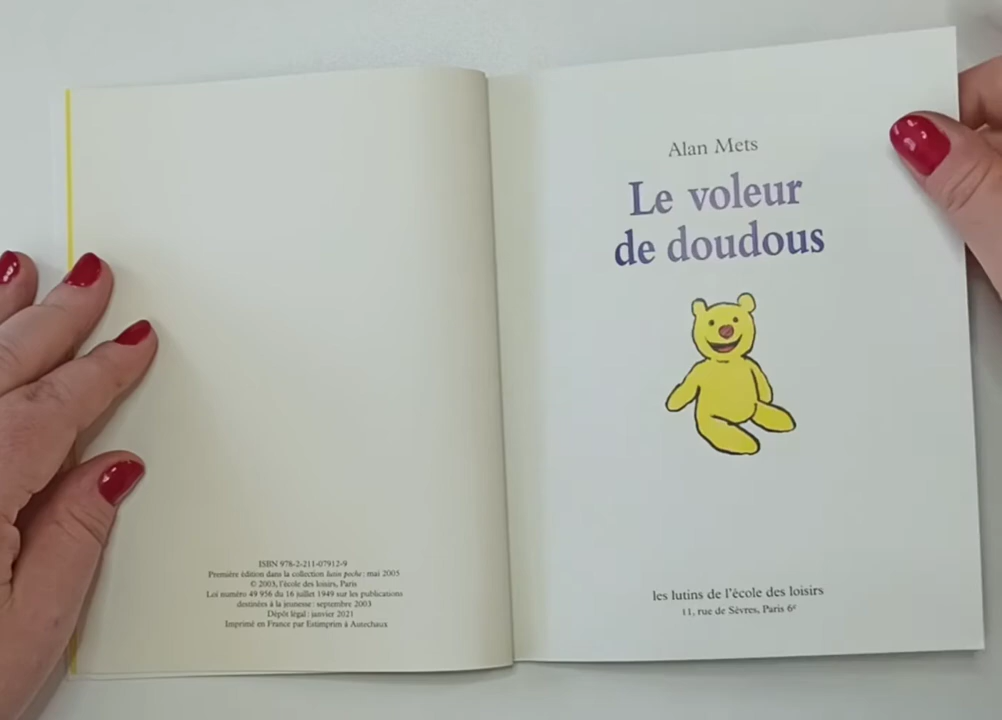 ISBN 978-2-211-07912-9
Première édition dans la collection lutin poche : mai 2005
© 2003, l'école des loisirs, Paris
Loi numéro 49 956 du 16 juillet 1949 sur les publications
destinées à la jeunesse : septembre 2003
Dépôt légal : janvier 2021
Imprimé en France par Estimprim à Autechaux
Alan Mets
Le voleur
de doudous
les lutins de l'école des loisirs
11, rue de Sèvres, Paris 6e